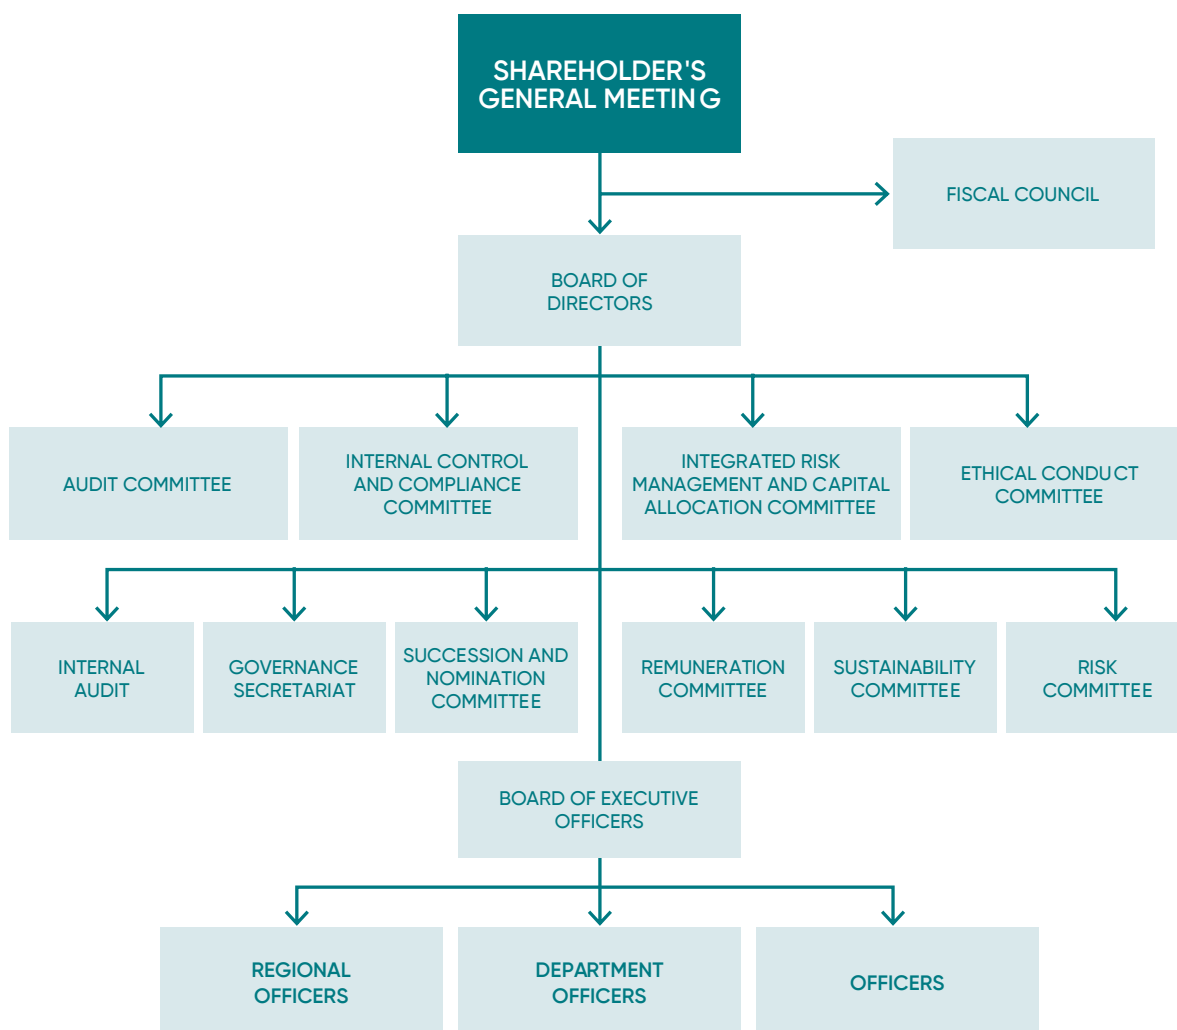 SHAREHOLDER'S
GENERAL MEETING
FISCAL COUNCIL
BOARD OF
DIRECTORS
AUDIT COMMITTEE
INTERNAL CONTROL
AND COMPLIANCE
COMMITTEE
INTEGRATED RISK
MANAGEMENT AND CAPITAL
ALLOCATION COMMITTEE
ETHICAL CONDUCT
COMMITTEE
INTERNAL
AUDIT
GOVERNANCE
SECRETARIAT
SUCCESSION AND
NOMINATION
COMMITTEE
REMUNERATION
COMMITTEE
SUSTAINABILITY
COMMITTEE
RISK
COMMITTEE
BOARD OF EXECUTIVE
OFFICERS
REGIONAL
OFFICERS
DEPARTMENT
OFFICERS
OFFICERS